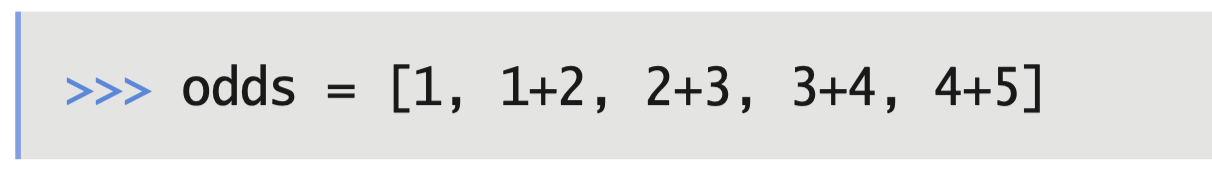 >>> odds = [1, 1+2, 2+3, 3+4, 4+5]